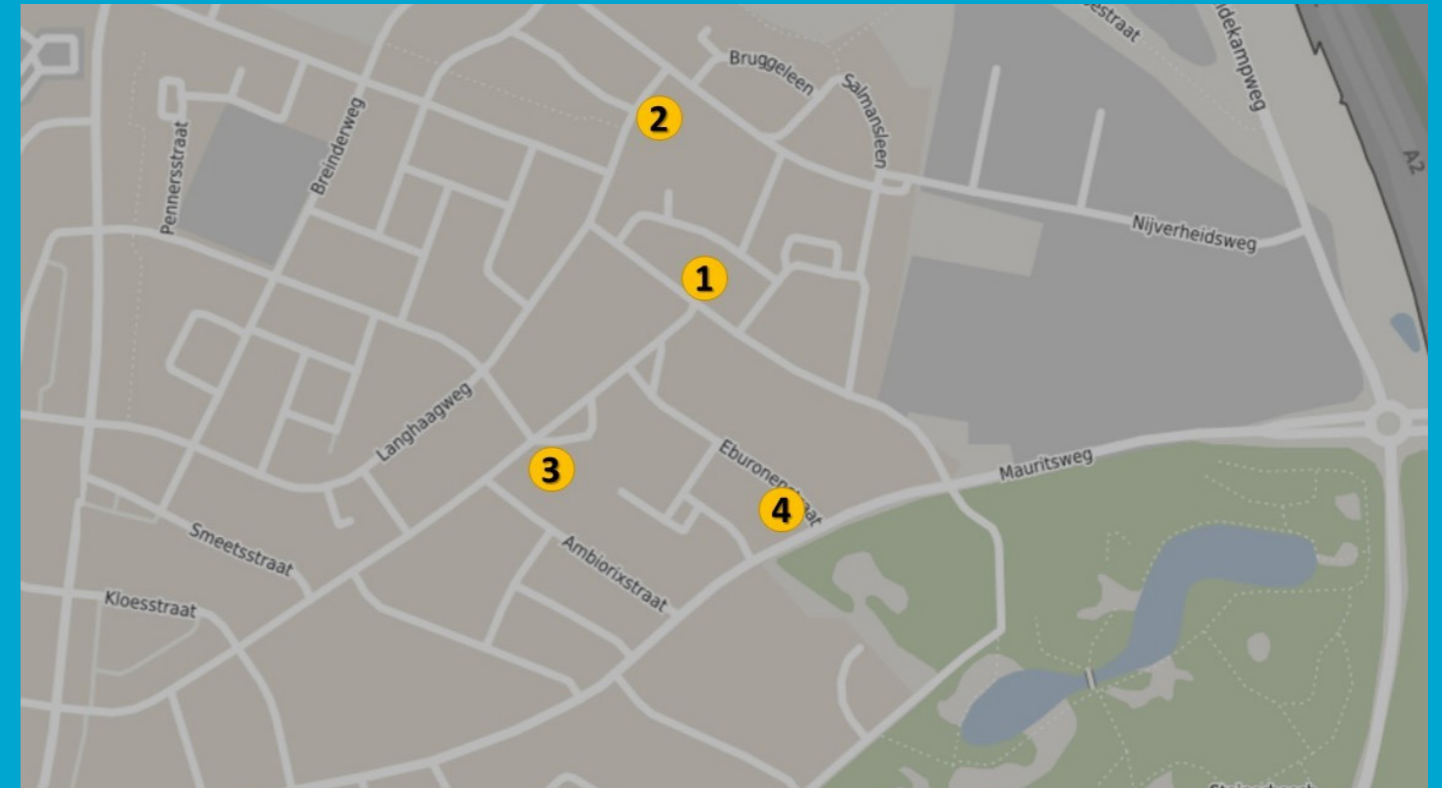 Bruggeleen
Salmansleen
A2
2
Pennersstraat
Breinderweg
Nijverheidsweg
1
Langhaagweg
Mauritsweg
3
4
Smeetsstraat
Ambiorixstraat
Kloesstraat